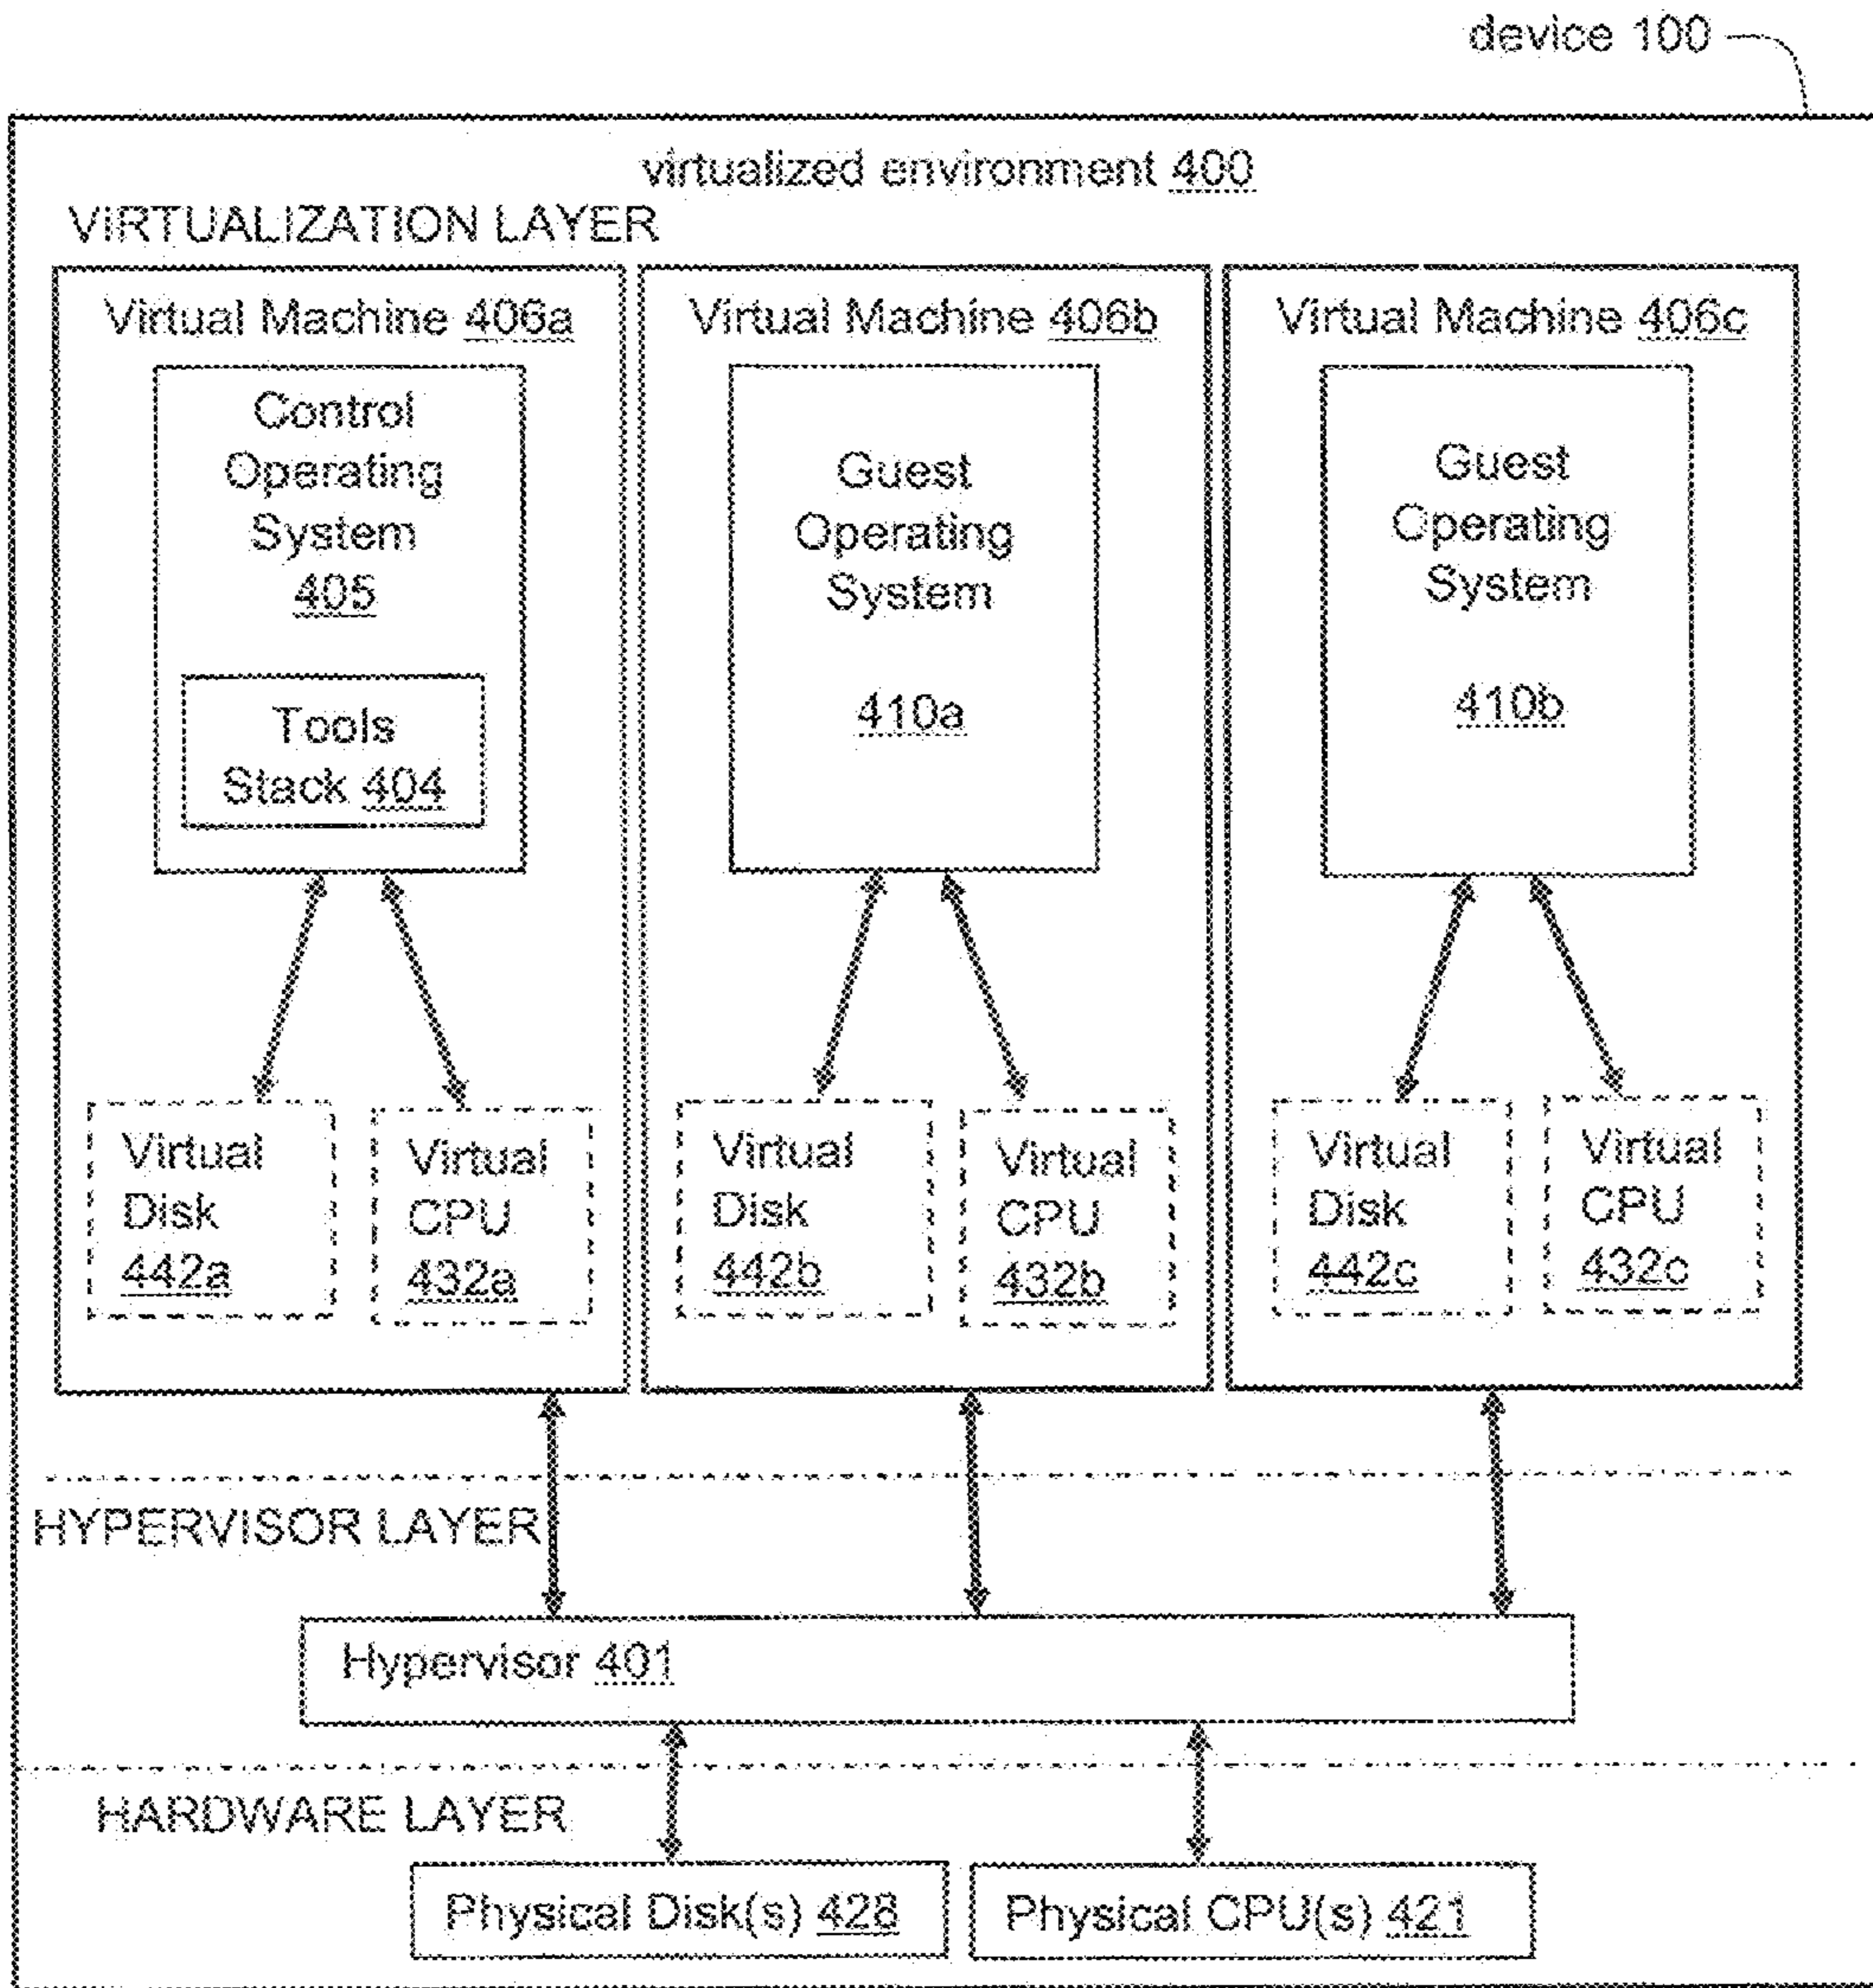 device 100
virtualized environment 400
VIRTUALIZATION LAYER
Virtual Machine 406a
Control
Operating
System
405
Tools
Stack 404
Virtual
Disk
442a
Virtual
CPU
432a
Virtual Machine 406b
Guest
Operating
System
410a
Virtual
Disk
442b
Virtual
CPU
432b
Virtual Machine 406c
Guest
Operating
System
410b
Virtual
Disk
442c
Virtual
CPU
432c
HYPERVISOR LAYER
Hypervisor 401
HARDWARE LAYER
Physical Disk(s) 428
Physical CPU(s) 421